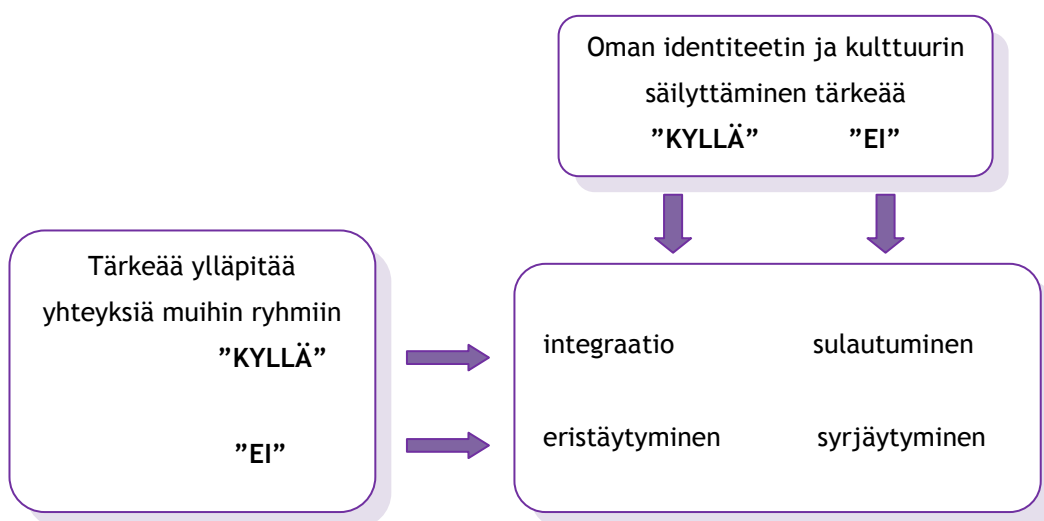 Oman identiteetin ja kulttuurin
säilyttäminen tärkeää
”KYLLÄ” ”EI”
Tärkeää ylläpitää
yhteyksiä muihin ryhmiin
”KYLLÄ”
”EI”
integraatio sulautuminen
eristäytyminen syrjäytyminen